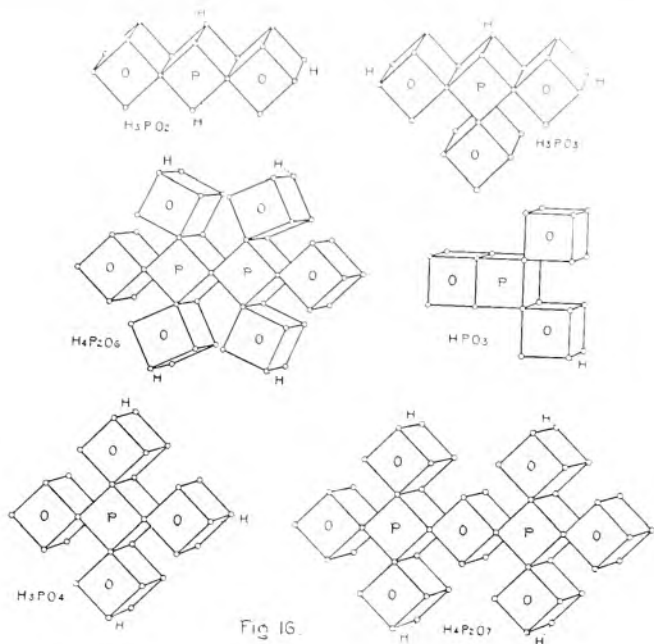 H
O P O
H
H
H3PO2
H
H
O P O
H
O
H3PO3
H H
O O
O P P O
O O
H4P2O6
H H
O
O P
O
HPO3
H
H
O
O P O
H
O
H3PO4
H
H H
O O
O P O P O
O O
H H
H4P2O7
Fig 16.